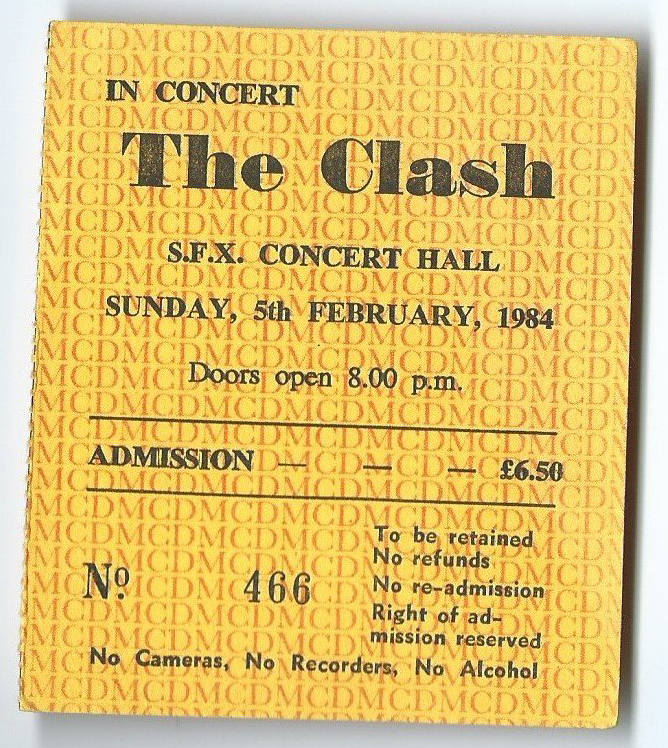 IN CONCERT
The Clash
S.F.X. CONCERT HALL
SUNDAY, 5th FEBRUARY, 1984
Doors open 8.00 p.m.
ADMISSION — — — £6.50
To be retained
No refunds
No re-admission
Right of ad-
mission reserved
Nº 466
No Cameras, No Recorders, No Alcohol